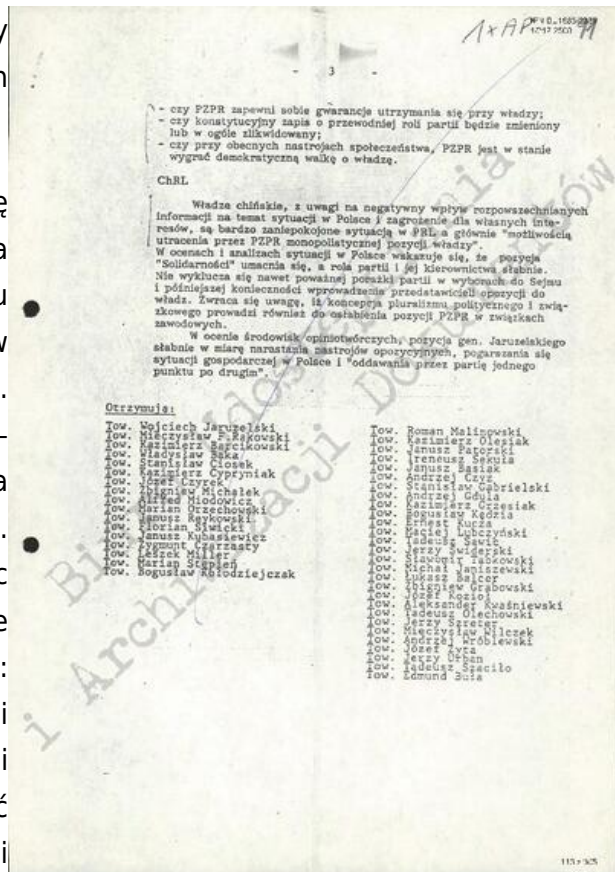 y
n
ę
a
u
w
.
–
a
.
c
e
:
i
i
ć
i
1xAP
- 3 -
- czy PZPR zapewni sobie gwarancje utrzymania się przy władzy;
- czy konstytucyjny zapis o przewodniej roli partii będzie zmieniony
lub w ogóle zlikwidowany;
- czy przy obecnych nastrojach społeczeństwa, PZPR jest w stanie
wygrać demokratyczną walkę o władzę.
ChRL
Władze chińskie, z uwagi na negatywny wpływ rozpowszechnianych
informacji na temat sytuacji w Polsce i zagrożenie dla własnych inte-
resów, są bardzo zaniepokojone sytuacją w PRL a głównie "możliwością
utracenia przez PZPR monopolistycznej pozycji władzy".
W ocenach i analizach sytuacji w Polsce wskazuje się, że pozycja
"Solidarności" umacnia się, a rola partii i jej kierownictwa słabnie.
Nie wyklucza się nawet poważnej porażki partii w wyborach do Sejmu
i późniejszej konieczności wprowadzenia przedstawicieli opozycji do
władz. Zwraca się uwagę, iż koncepcja pluralizmu politycznego i zwią-
zkowego prowadzi również do osłabienia pozycji PZPR w związkach
zawodowych.
W ocenie środowisk opiniotwórczych, pozycja gen. Jaruzelskiego
słabnie w miarę narastania nastrojów opozycyjnych, pogarszania się
sytuacji gospodarczej w Polsce i "oddawania przez partię jednego
punktu po drugim".
Otrzymują:
Tow. Wojciech Jaruzelski
Tow. Mieczysław F.Rakowski
Tow. Kazimierz Barcikowski
Tow. Władysław Baka
Tow. Stanisław Ciosek
Tow. Kazimierz Cypryniak
Tow. Józef Czyrek
Tow. Zbigniew Michałek
Tow. Alfred Miodowicz
Tow. Marian Orzechowski
Tow. Janusz Reykowski
Tow. Florian Siwicki
Tow. Janusz Kubasiewicz
Tow. Zygmunt Czarzasty
Tow. Leszek Miller
Tow. Marian Stępień
Tow. Bogusław Kołodziejczak
Tow. Roman Malinowski
Tow. Kazimierz Olesiak
Tow. Janusz Patorski
Tow. Ireneusz Sekuła
Tow. Janusz Basiak
Tow. Andrzej Czyż
Tow. Stanisław Gabrielski
Tow. Andrzej Gdula
Tow. Kazimierz Grzesiak
Tow. Bogusław Kędzia
Tow. Ernest Kucza
Tow. Maciej Lubczyński
Tow. Tadeusz Sawic
Tow. Jerzy Świderski
Tow. Sławomir Tabkowski
Tow. Michał Janiszewski
Tow. Łukasz Balcer
Tow. Zbigniew Grabowski
Tow. Józef Kozioł
Tow. Aleksander Kwaśniewski
Tow. Tadeusz Olechowski
Tow. Jerzy Szreter
Tow. Mieczysław Wilczek
Tow. Andrzej Wróblewski
Tow. Józef
Tow. Jerzy Urban
Tow. Tadeusz Szaciło
Tow. Edmund Buła
i Archiwizacji
113 z 325